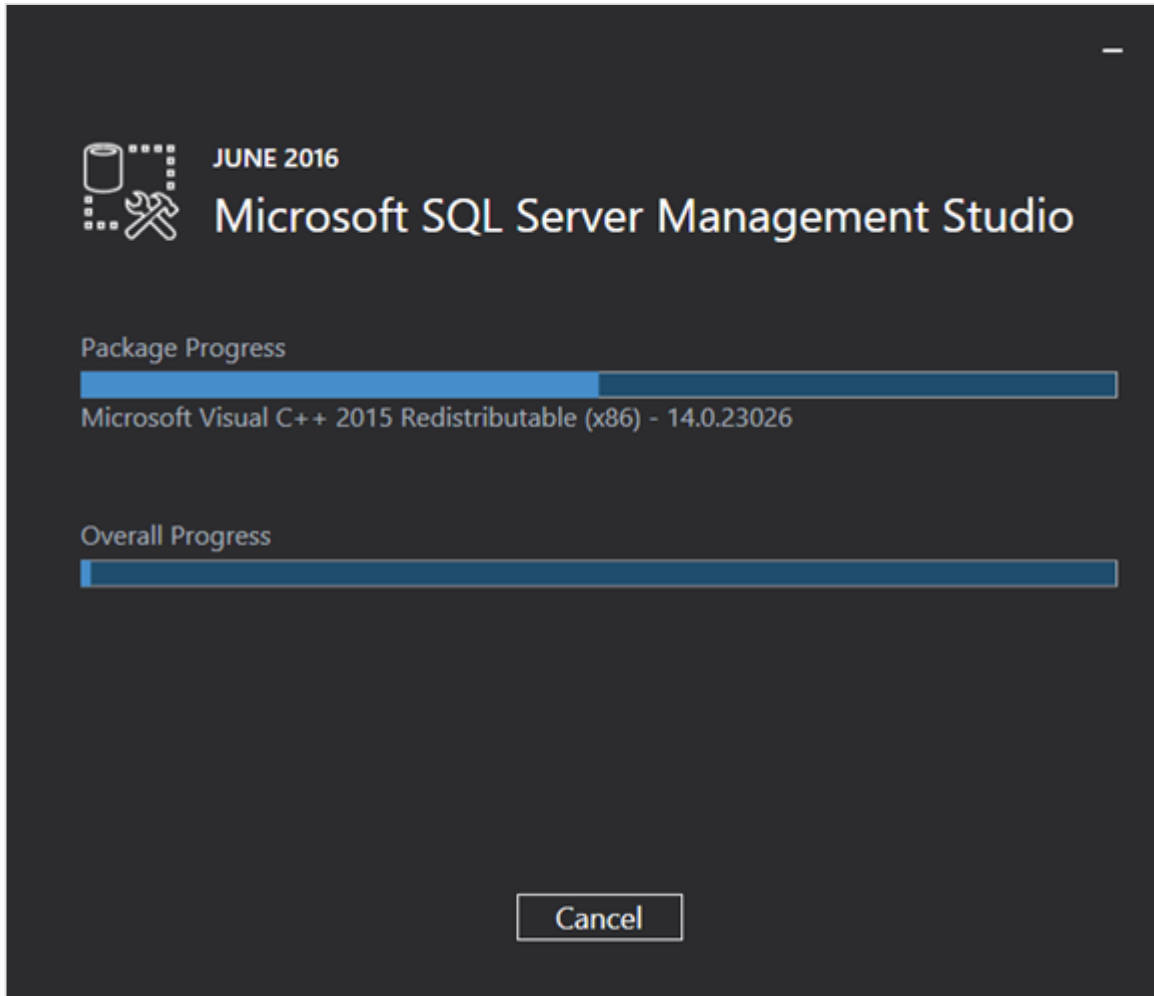 JUNE 2016
Microsoft SQL Server Management Studio
Package Progress
Microsoft Visual C++ 2015 Redistributable (x86) - 14.0.23026
Overall Progress
Cancel